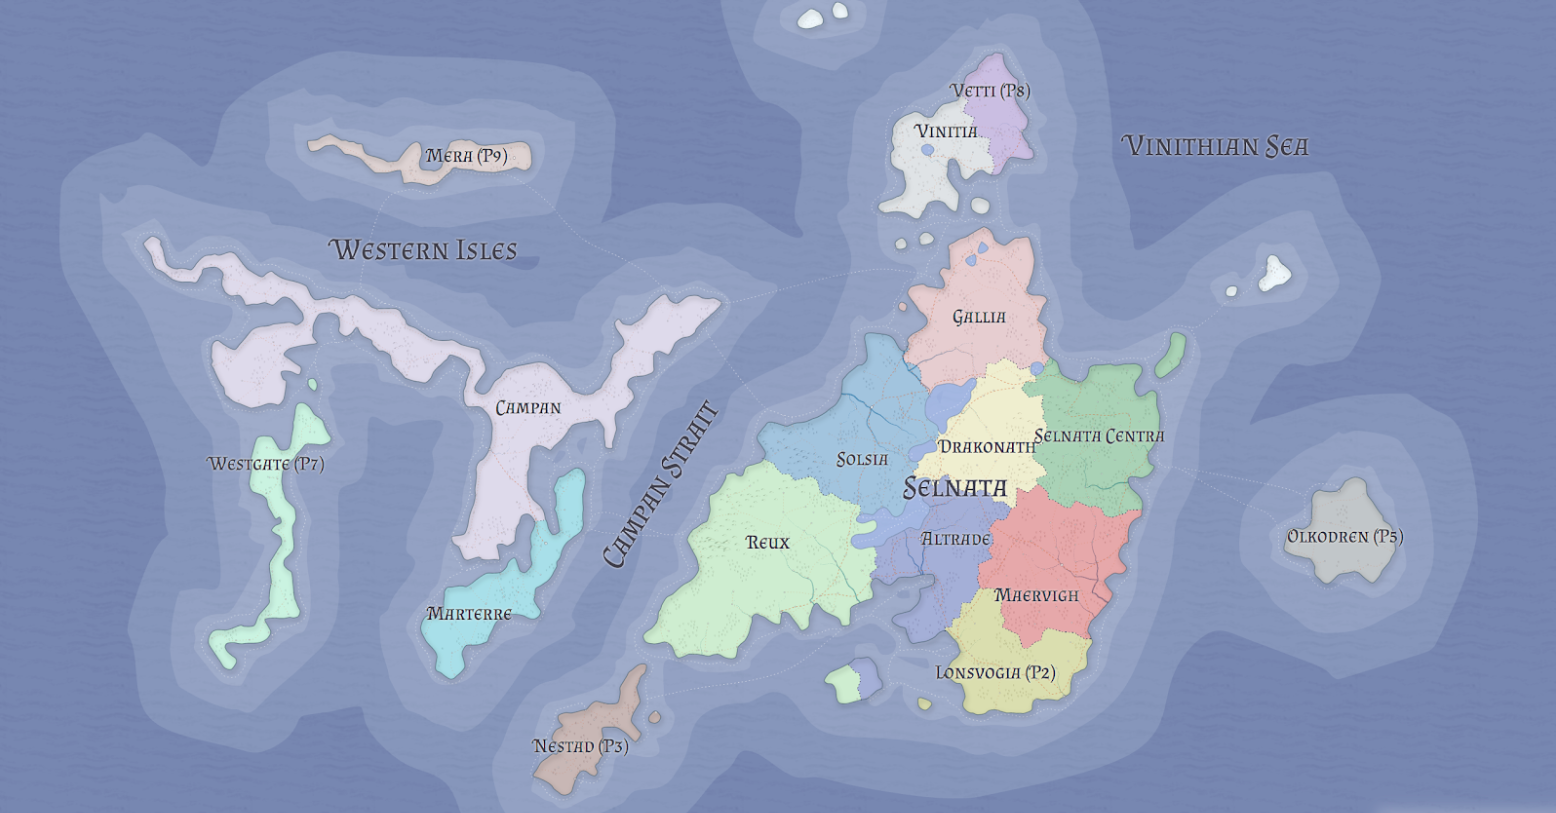 Vetti (P8)
Vinitia
Vinithian Sea
Mera (P9)
Western Isles
Gallia
Campan
Selnata Centra
Drakonath
Solsia
Westgate (P7)
Selnata
Campan Strait
Olkodren (P5)
Altrade
Reux
Maervigh
Marterre
Lonsvogia (P2)
Nestad (P3)